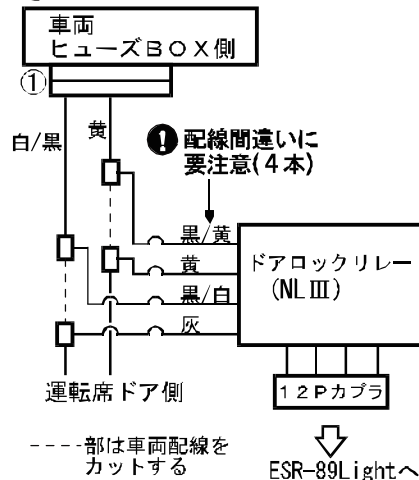 車両
ヒューズBOX側
①
白/黒
黄
! 配線間違いに
要注意(4本)
黒/黄
黄
黒/白
灰
ドアロックリレー
(NLⅢ)
12Pカプラ
運転席ドア側
----部は車両配線を
カットする
ESR-89Lightへ